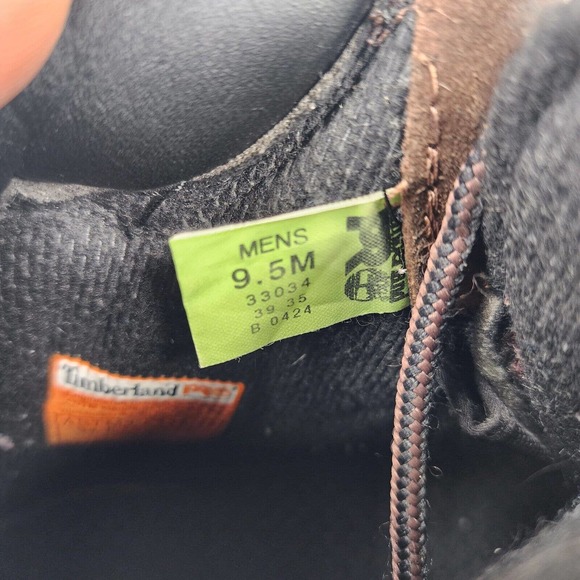 MENS
9.5M
33034
39 35
B 0424
Timberland PRO